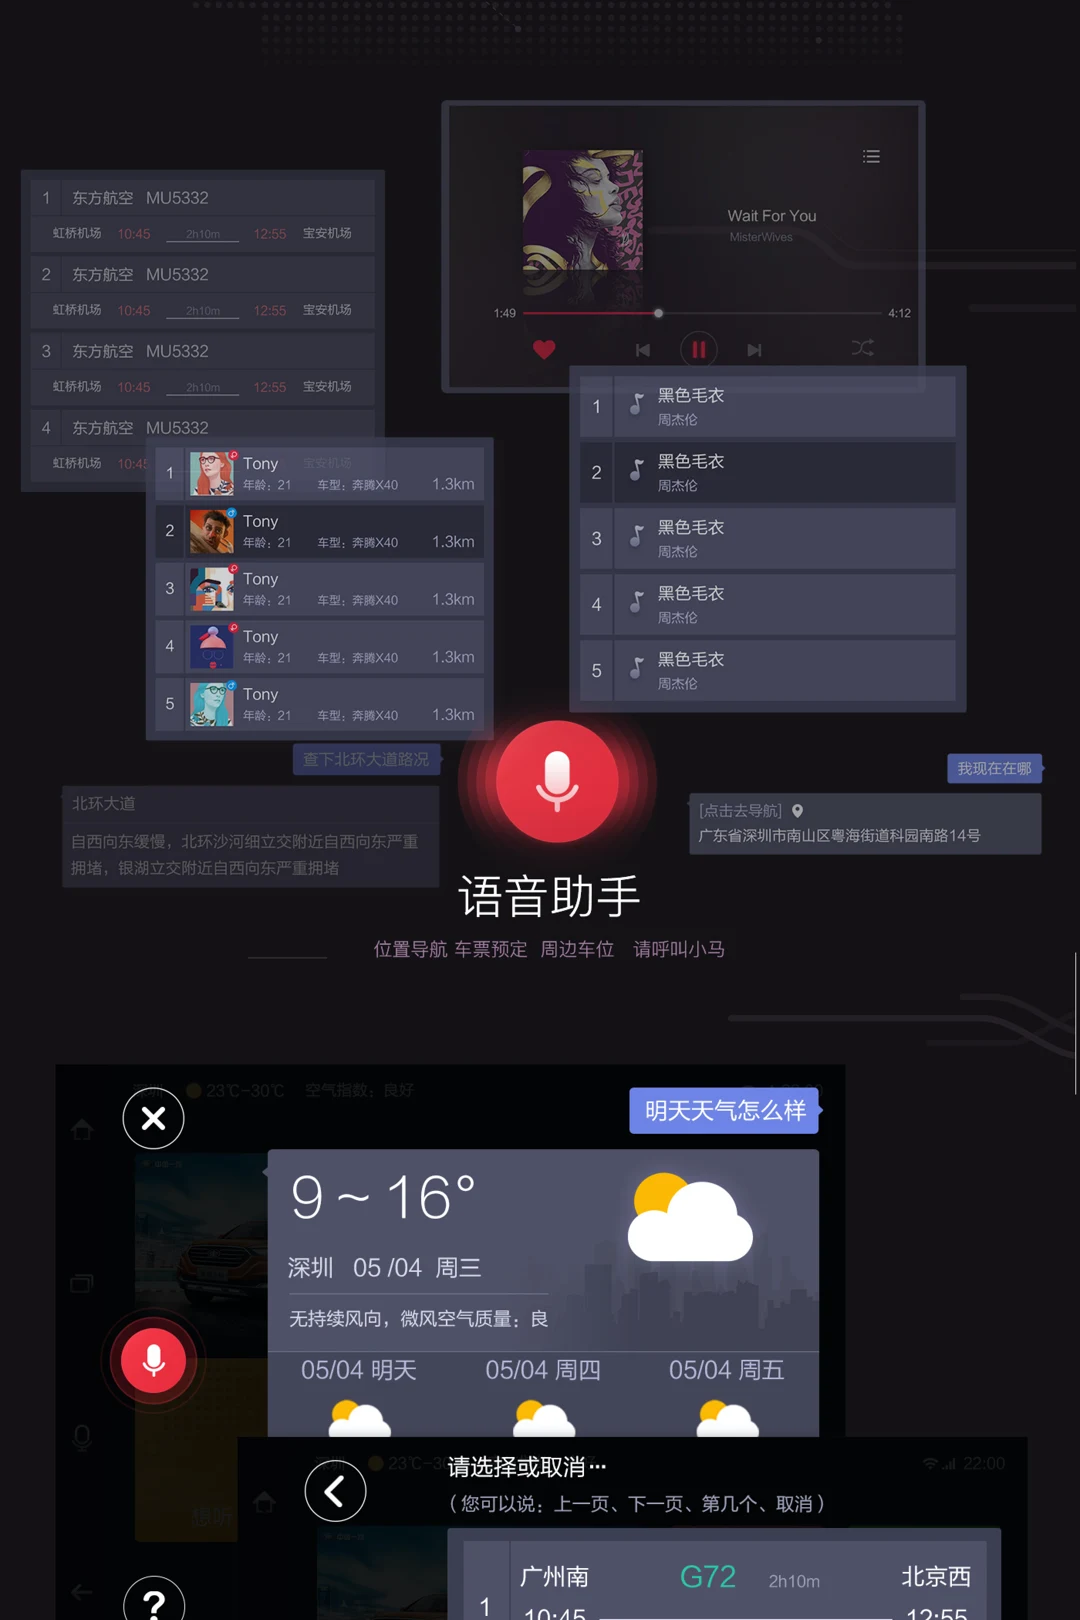 Wait For You
MisterWives
1:49
4:12
1 东方航空 MU5332
虹桥机场 10:45 2h10m 12:55 宝安机场
2 东方航空 MU5332
虹桥机场 10:45 2h10m 12:55 宝安机场
3 东方航空 MU5332
虹桥机场 10:45 2h10m 12:55 宝安机场
4 东方航空 MU5332
虹桥机场 10:45 宝安机场
1 Tony
年龄：21 车型：奔腾X40 1.3km
2 Tony
年龄：21 车型：奔腾X40 1.3km
3 Tony
年龄：21 车型：奔腾X40 1.3km
4 Tony
年龄：21 车型：奔腾X40 1.3km
5 Tony
年龄：21 车型：奔腾X40 1.3km
1 黑色毛衣
周杰伦
2 黑色毛衣
周杰伦
3 黑色毛衣
周杰伦
4 黑色毛衣
周杰伦
5 黑色毛衣
周杰伦
查下北环大道路况
北环大道
自西向东缓慢，北环沙河细立交附近自西向东严重
拥堵，银湖立交附近自西向东严重拥堵
我现在在哪
[点击去导航]
广东省深圳市南山区粤海街道科园南路14号
语音助手
位置导航 车票预定 周边车位 请呼叫小马
深圳 23℃-30℃ 空气指数：良好
明天天气怎么样
9～16°
深圳 05 /04 周三
无持续风向，微风空气质量：良
05/04 明天 05/04 周四 05/04 周五
想听
深圳 23℃-3
22:00
请选择或取消···
（您可以说：上一页、下一页、第几个、取消）
1 广州南 G72 2h10m 北京西
10:45 12:55
?